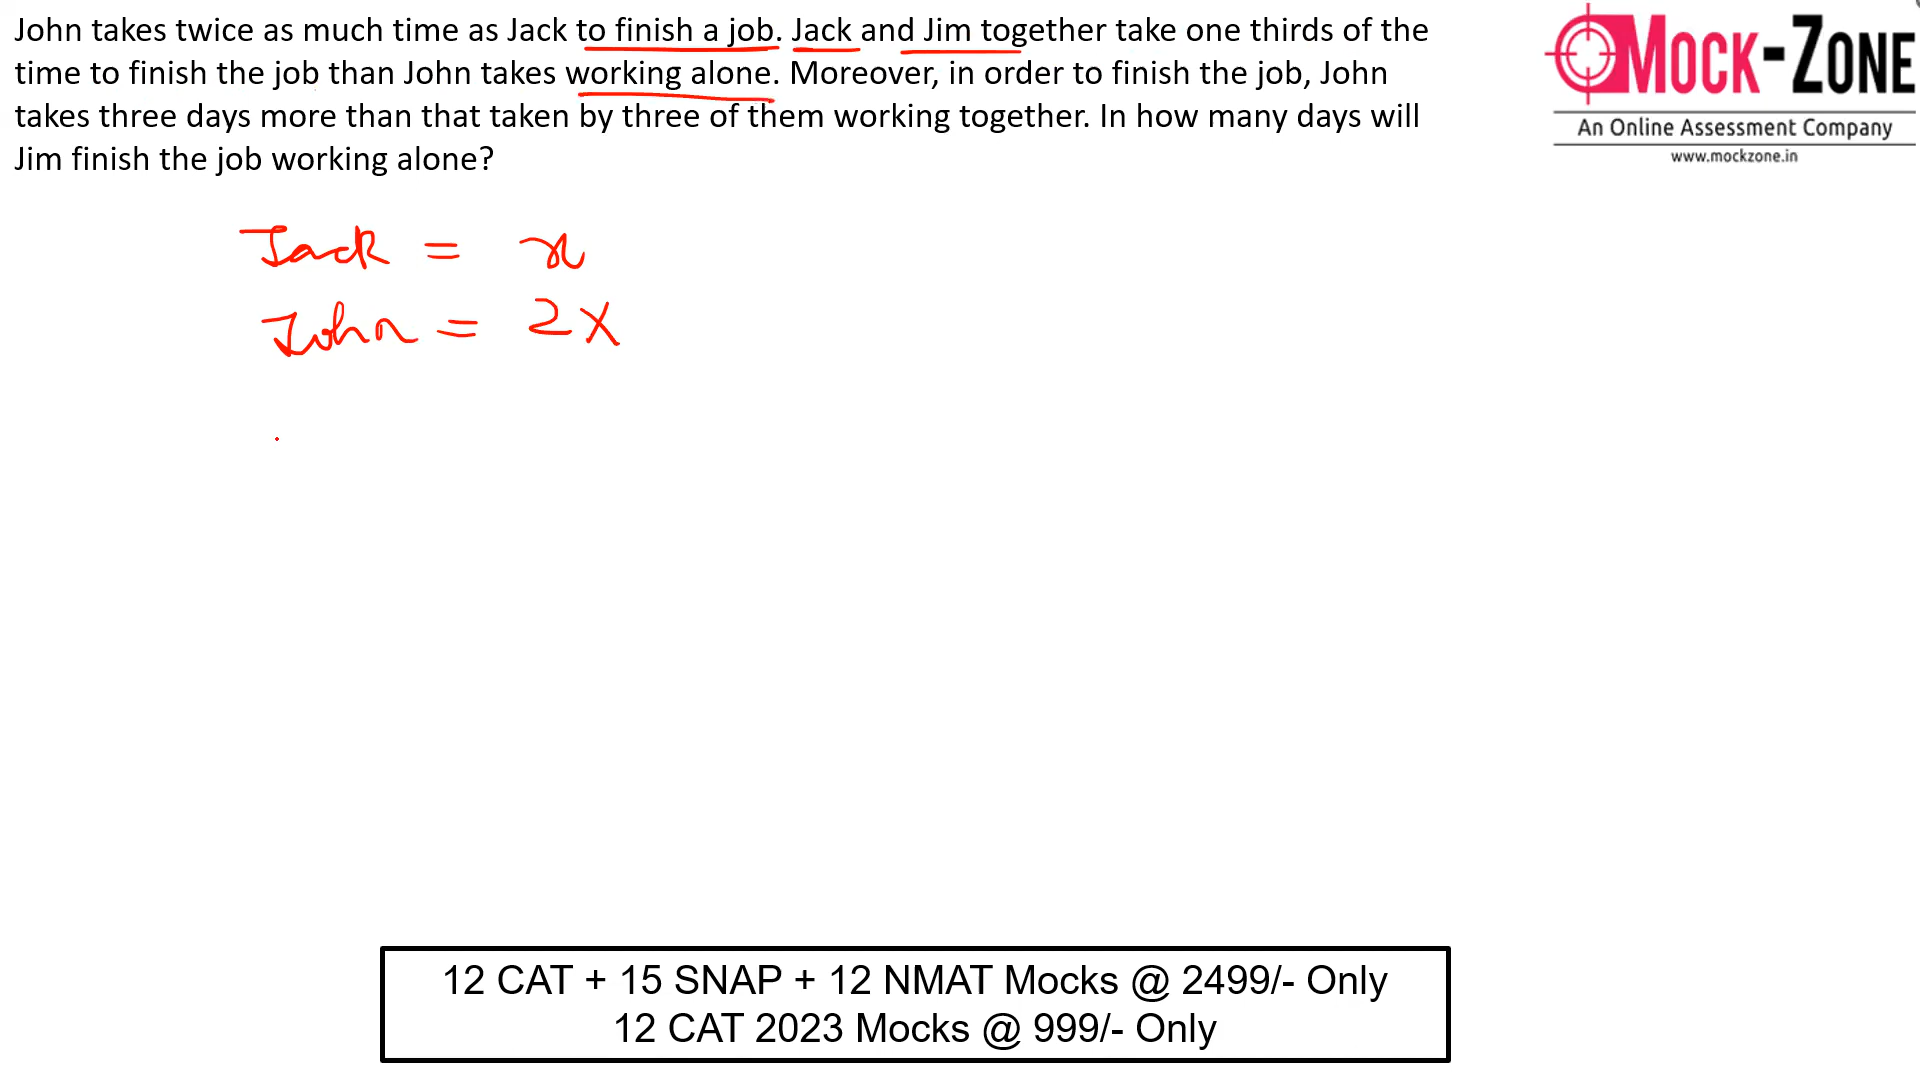 John takes twice as much time as Jack to finish a job. Jack and Jim together take one thirds of the
time to finish the job than John takes working alone. Moreover, in order to finish the job, John
takes three days more than that taken by three of them working together. In how many days will
Jim finish the job working alone?
MOCK-ZONE
An Online Assessment Company
www.mockzone.in
Jack = x
John = 2x
12 CAT + 15 SNAP + 12 NMAT Mocks @ 2499/- Only
12 CAT 2023 Mocks @ 999/- Only